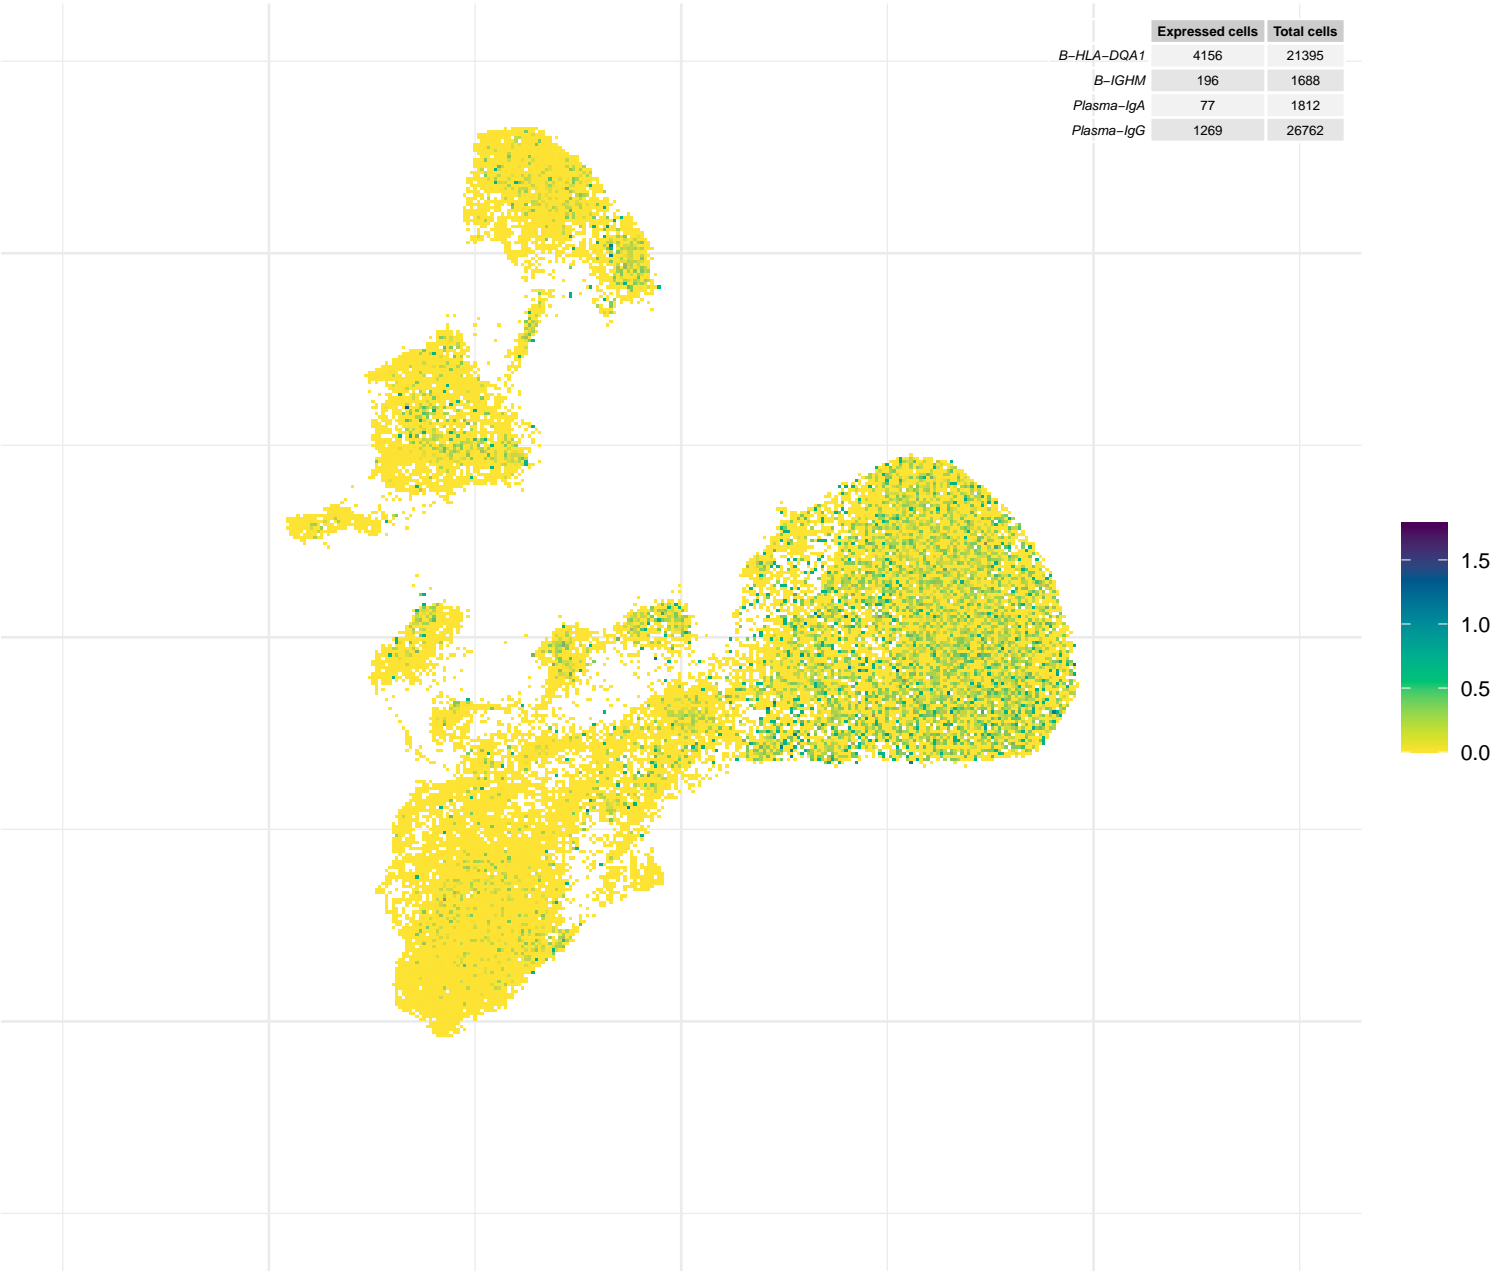 Expressed cells Total cells
B−HLA−DQA1 4156 21395
B−IGHM 196 1688
Plasma−IgA 77 1812
Plasma−IgG 1269 26762
1.5
1.0
0.5
0.0